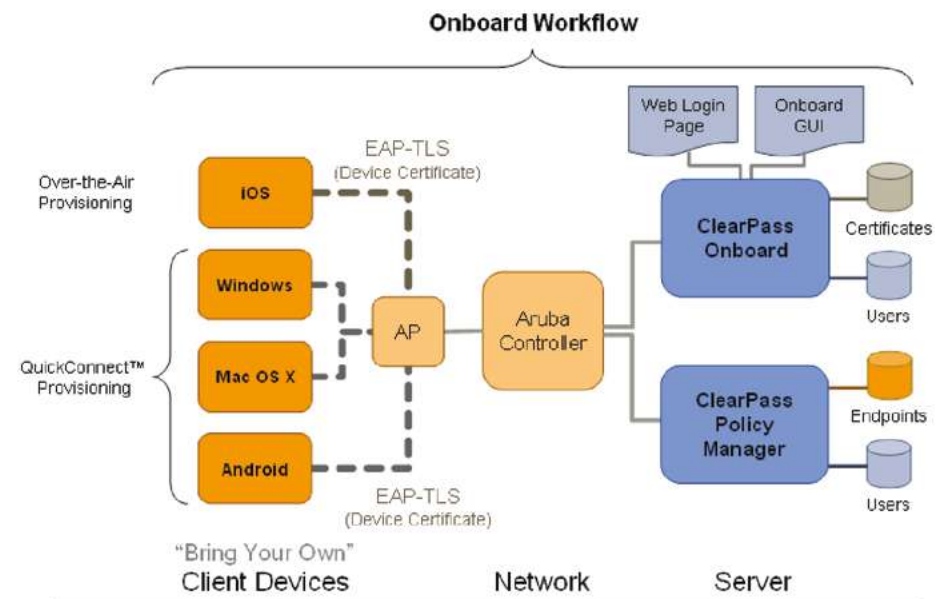 Onboard Workflow
Web Login
Page
Onboard
GUI
EAP-TLS
(Device Certificate)
Over-the-Air
Provisioning
iOS
ClearPass
Onboard
Certificates
Users
Windows
QuickConnect™
Provisioning
Mac OS X
AP
Aruba
Controller
ClearPass
Policy
Manager
Endpoints
Users
Android
EAP-TLS
(Device Certificate)
"Bring Your Own"
Client Devices
Network
Server